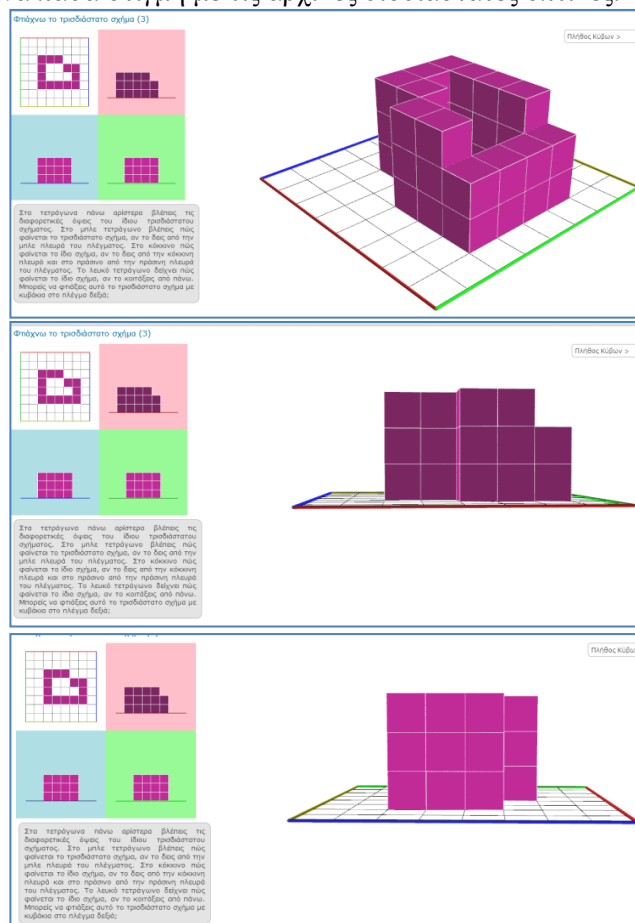 Φτιάχνω το τρισδιάστατο σχήμα (3)
Πλήθος Κύβων >
Στα τετράγωνα πάνω αρίστερα βλέπεις τις
διαφορετικές όψεις του ίδιου τρισδιάστατου
σχήματος. Στο μπλε τετράγωνο βλέπεις πώς
φαίνεται το τρισδιάστατο σχήμα, αν το δεις από την
μπλε πλευρά του πλέγματος. Στο κόκκινο πώς
φαίνεται το ίδιο σχήμα, αν το δεις από την κόκκινη
πλευρά και στο πράσινο από την πράσινη πλευρά
του πλέγματος. Το λευκό τετράγωνο δείχνει πώς
φαίνεται το ίδιο σχήμα, αν το κοιτάξεις από πάνω.
Μπορείς να φτιάξεις αυτό το τρισδιάστατο σχήμα με
κυβάκια στο πλέγμα δεξιά;
Φτιάχνω το τρισδιάστατο σχήμα (3)
Πλήθος Κύβων >
Στα τετράγωνα πάνω αρίστερα βλέπεις τις
διαφορετικές όψεις του ίδιου τρισδιάστατου
σχήματος. Στο μπλε τετράγωνο βλέπεις πώς
φαίνεται το τρισδιάστατο σχήμα, αν το δεις από την
μπλε πλευρά του πλέγματος. Στο κόκκινο πώς
φαίνεται το ίδιο σχήμα, αν το δεις από την κόκκινη
πλευρά και στο πράσινο από την πράσινη πλευρά
του πλέγματος. Το λευκό τετράγωνο δείχνει πώς
φαίνεται το ίδιο σχήμα, αν το κοιτάξεις από πάνω.
Μπορείς να φτιάξεις αυτό το τρισδιάστατο σχήμα με
κυβάκια στο πλέγμα δεξιά;
Πλήθος Κύβω
Στα τετράγωνα πάνω αρίστερα βλέπεις τις
διαφορετικές όψεις του ίδιου τρισδιάστατου
σχήματος. Στο μπλε τετράγωνο βλέπεις πώς
φαίνεται το τρισδιάστατο σχήμα, αν το δεις από την
μπλε πλευρά του πλέγματος. Στο κόκκινο πώς
φαίνεται το ίδιο σχήμα, αν το δεις από την κόκκινη
πλευρά και στο πράσινο από την πράσινη πλευρά
του πλέγματος. Το λευκό τετράγωνο δείχνει πώς
φαίνεται το ίδιο σχήμα, αν το κοιτάξεις από πάνω.
Μπορείς να φτιάξεις αυτό το τρισδιάστατο σχήμα με
κυβάκια στο πλέγμα δεξιά;